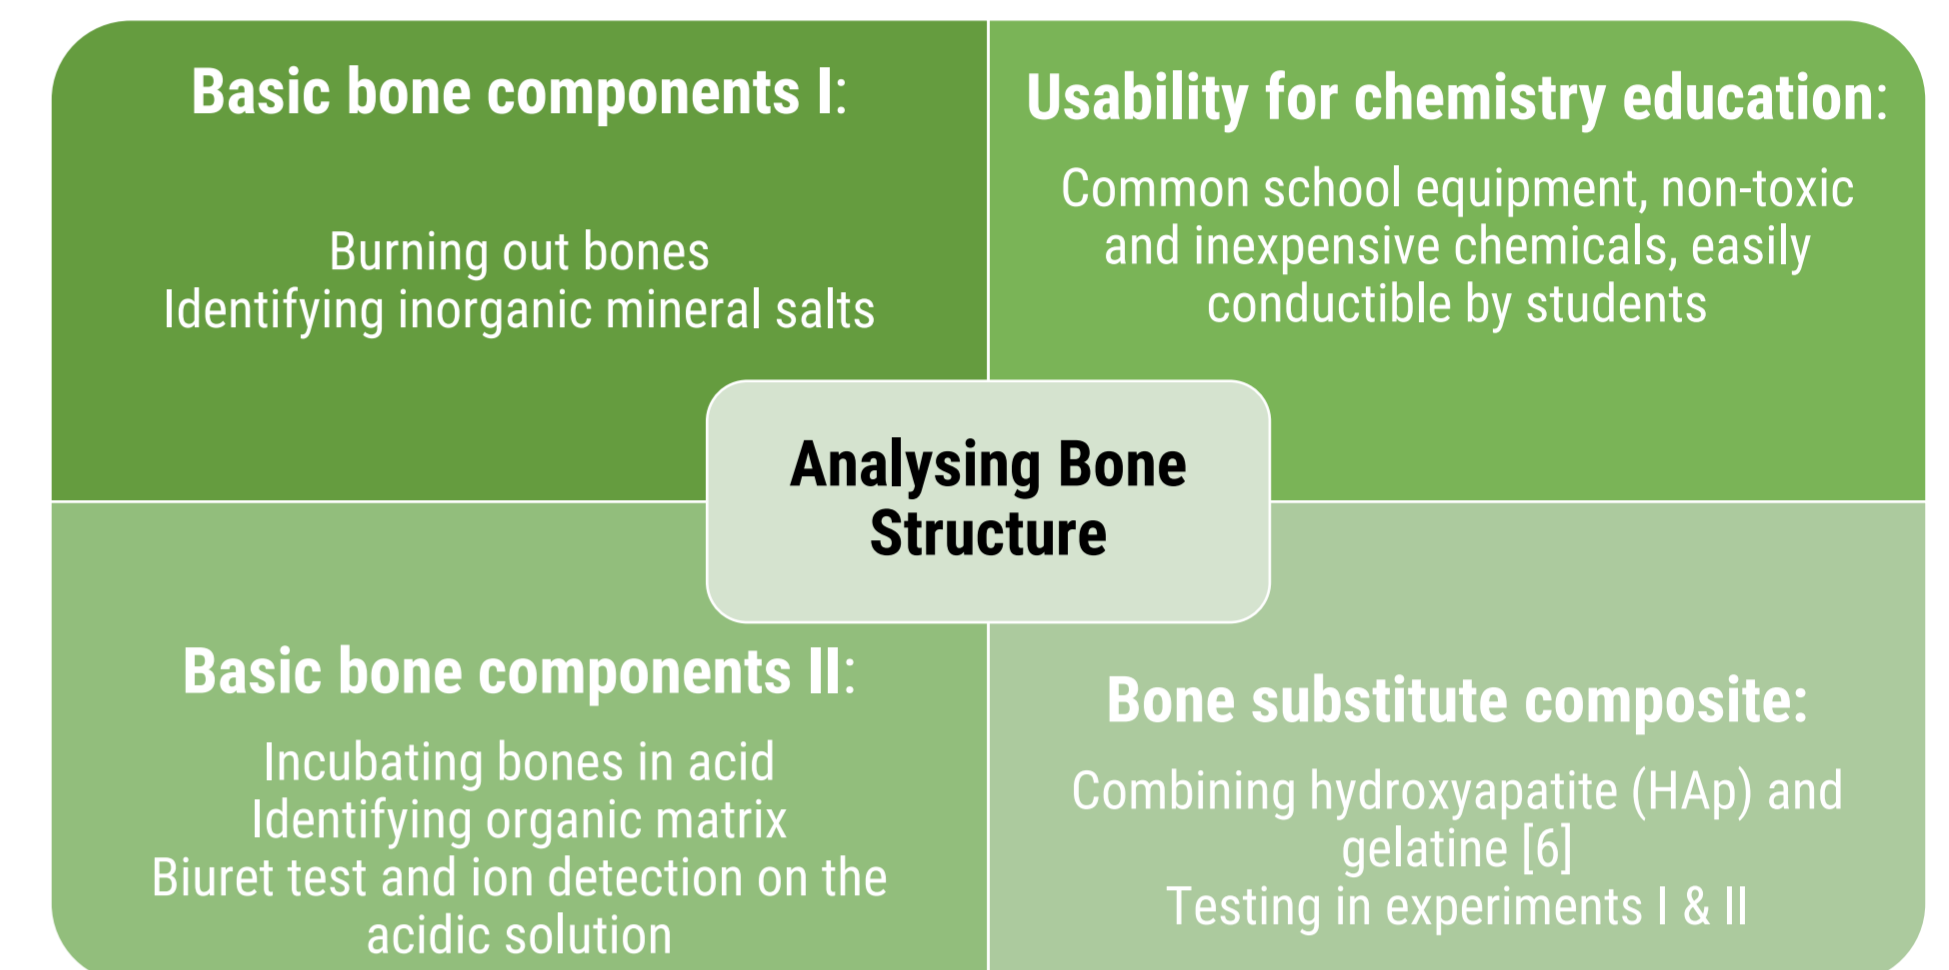 Basic bone components I:
Burning out bones
Identifying inorganic mineral salts
Usability for chemistry education:
Common school equipment, non-toxic
and inexpensive chemicals, easily
conductible by students
Analysing Bone
Structure
Basic bone components II:
Incubating bones in acid
Identifying organic matrix
Biuret test and ion detection on the
acidic solution
Bone substitute composite:
Combining hydroxyapatite (HAp) and
gelatine [6]
Testing in experiments I & II